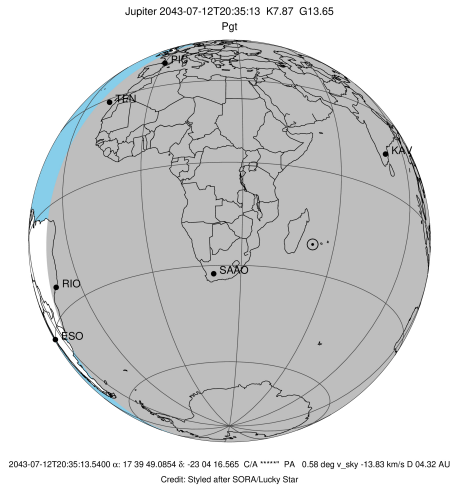 Jupiter 2043-07-12T20:35:13  K7.87  G13.65
Pgt
PIC
TEN
KAV
SAAO
RIO
ESO
2043-07-12T20:35:13.5400 α: 17 39 49.0854 δ: -23 04 16.565  C/A *****"  PA   0.58 deg v_sky -13.83 km/s D 04.32 AU
Credit: Styled after SORA/Lucky Star